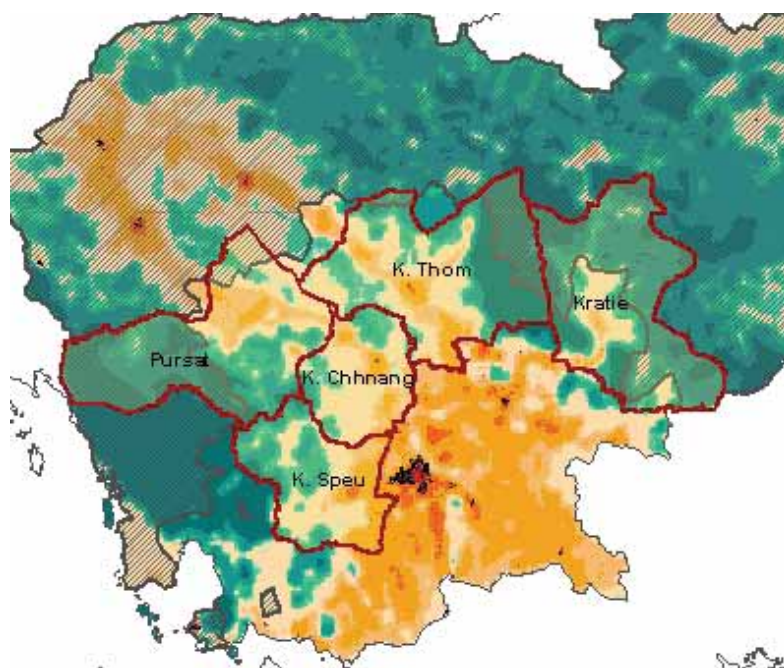 K. Thom
Kratie
Pursat
K. Chhnang
K. Speu